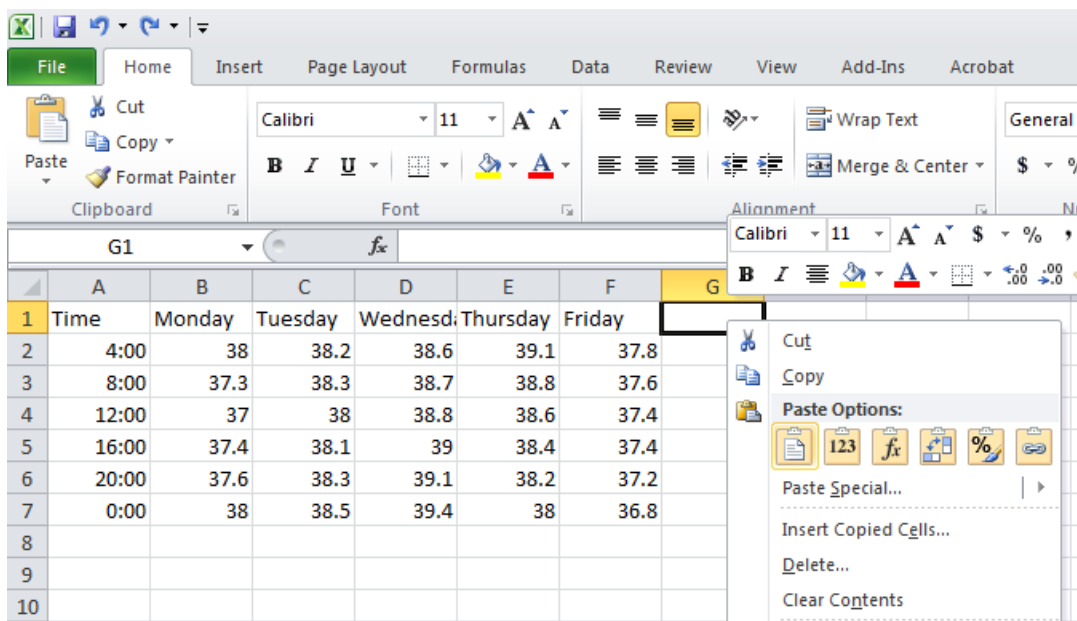 File Home Insert Page Layout Formulas Data Review View Add-Ins Acrobat
Cut
Copy
Paste
Format Painter
Calibri 11 A A
B I U A
Wrap Text
Merge & Center
General
$ %
Clipboard Font Alignment
G1 fx
Calibri 11 A A $ % ,
B I A .0 .00 .00 .0
A B C D E F G
1 Time Monday Tuesday Wednesd Thursday Friday
2 4:00 38 38.2 38.6 39.1 37.8
3 8:00 37.3 38.3 38.7 38.8 37.6
4 12:00 37 38 38.8 38.6 37.4
5 16:00 37.4 38.1 39 38.4 37.4
6 20:00 37.6 38.3 39.1 38.2 37.2
7 0:00 38 38.5 39.4 38 36.8
8
9
10
Cut
Copy
Paste Options:
123 fx %
Paste Special...
Insert Copied Cells...
Delete...
Clear Contents